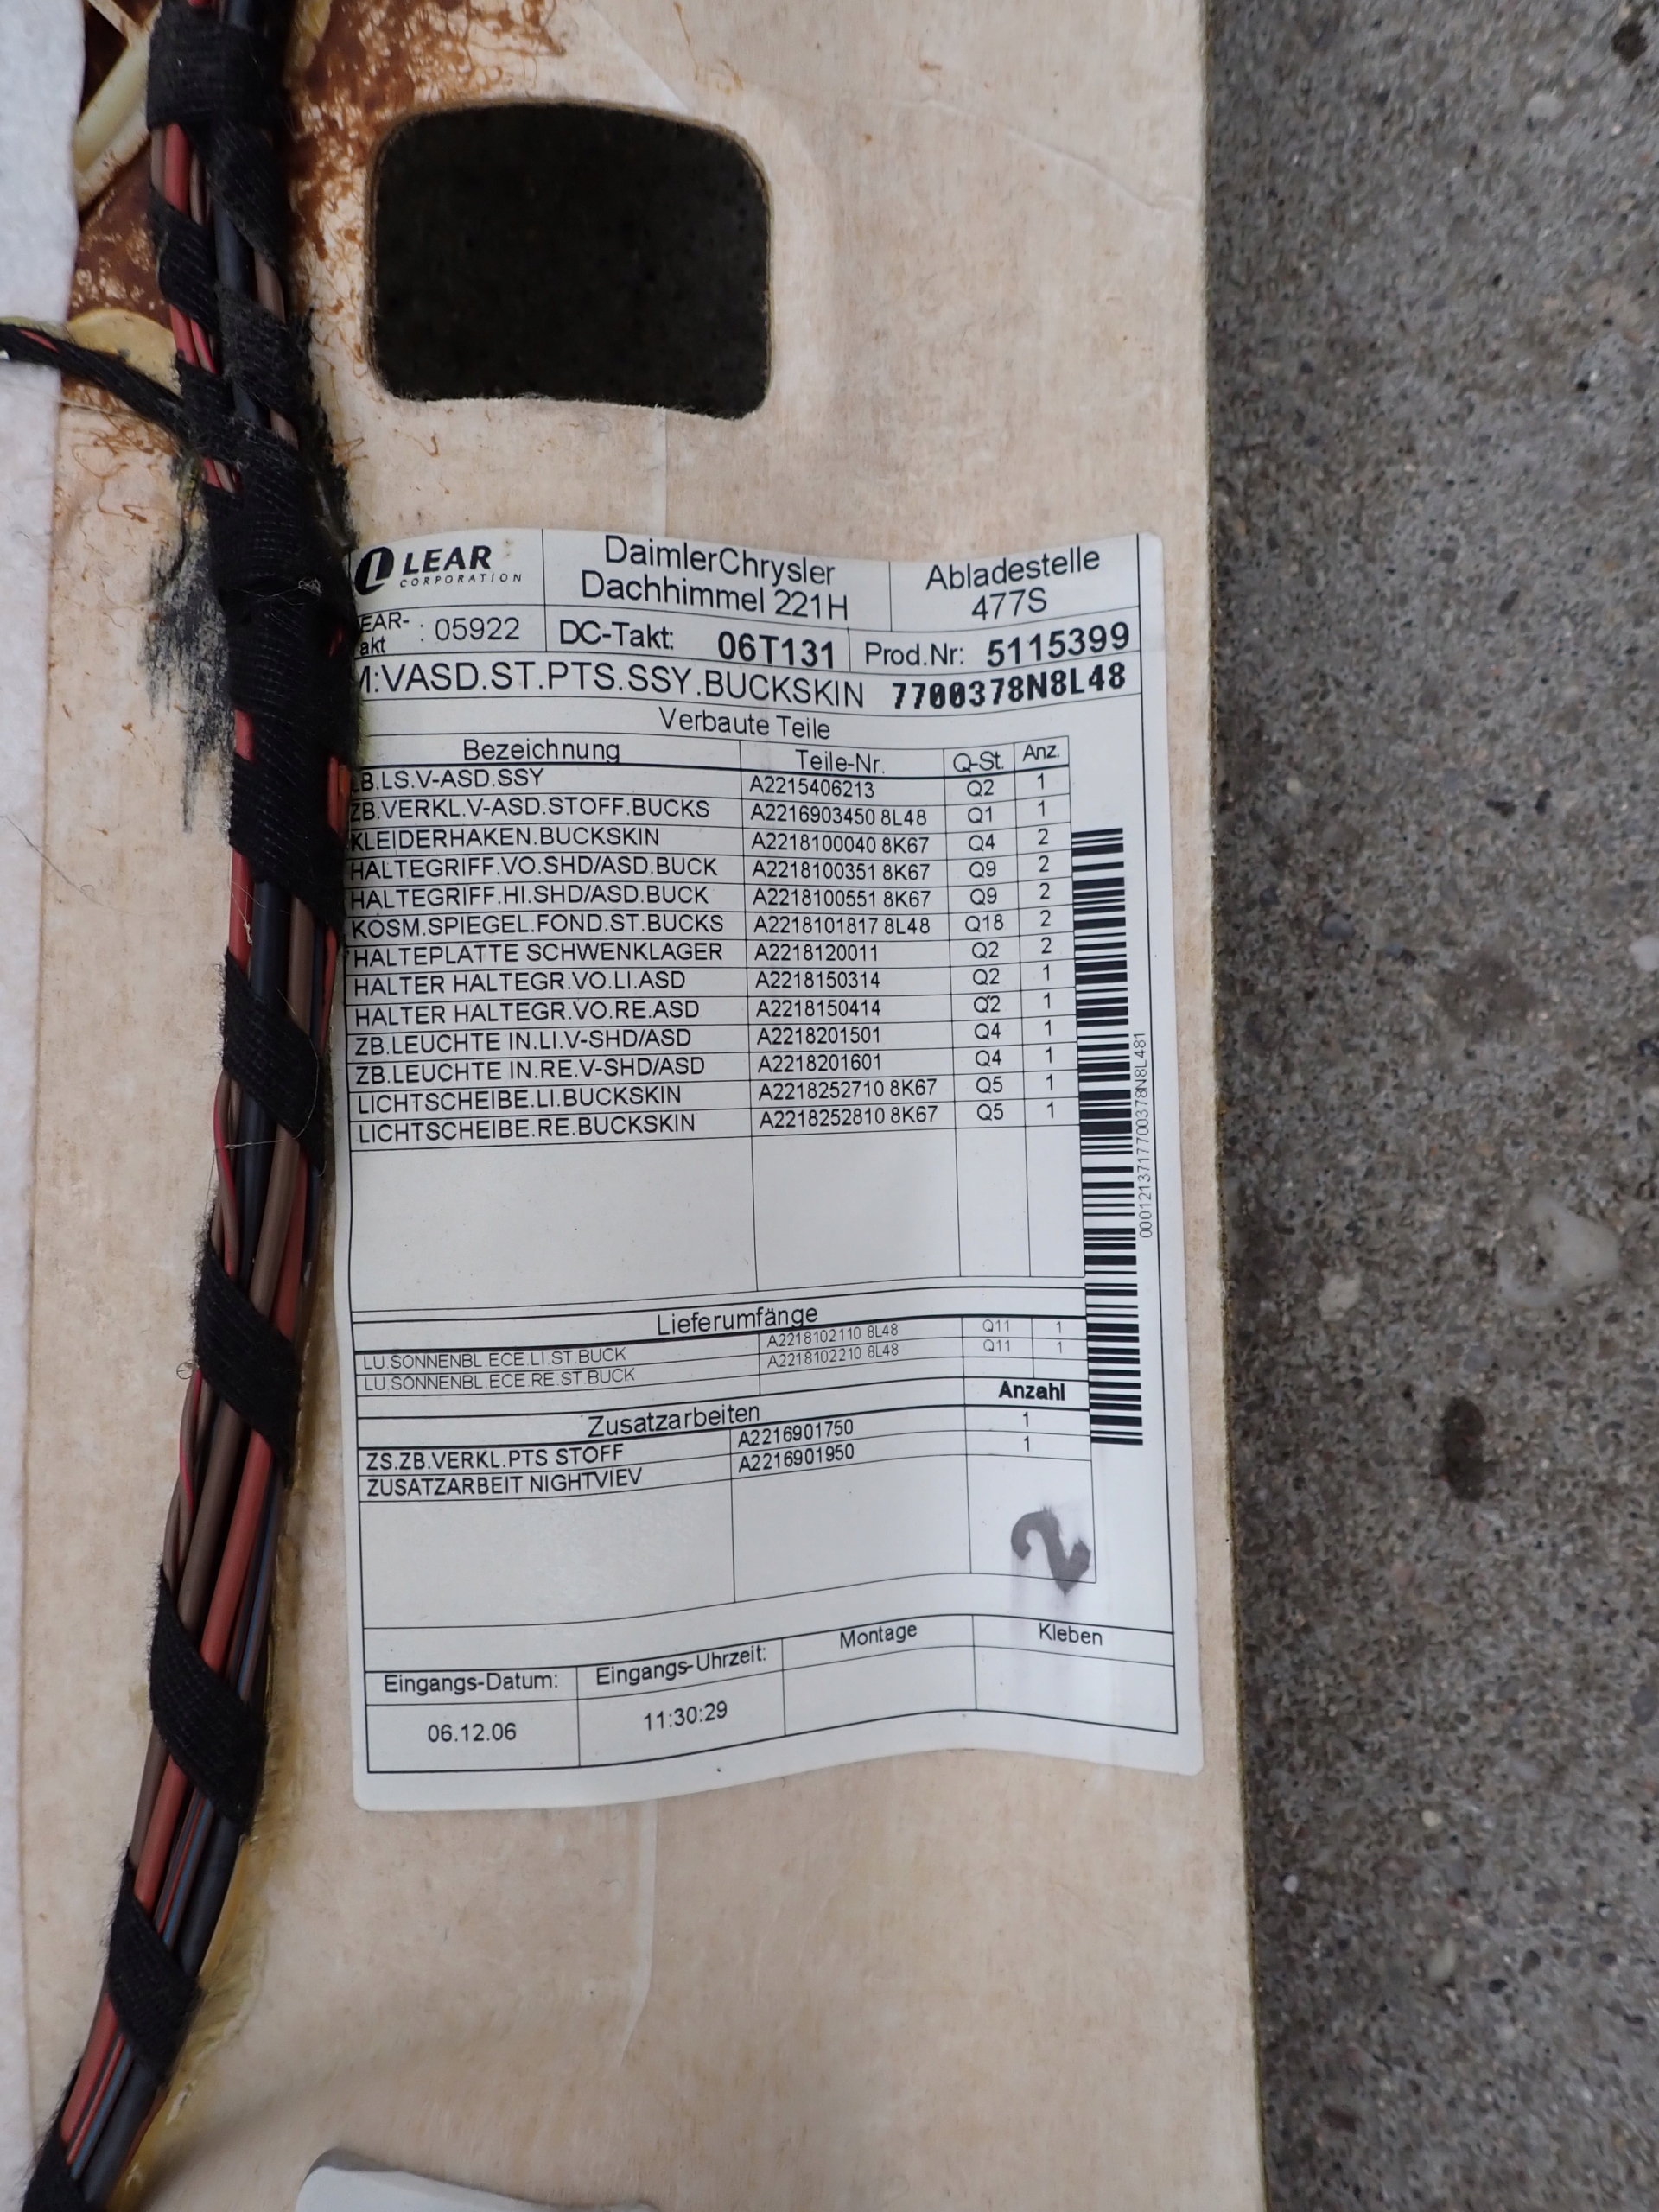 LEAR
CORPORATION
DaimlerChrysler
Dachhimmel 221H
Abladestelle
477S
EAR-
akt : 05922
DC-Takt: 06T131
Prod.Nr: 5115399
M:VASD.ST.PTS.SSY.BUCKSKIN 7700378N8L48
Verbaute Teile
Bezeichnung Teile-Nr. Q-St. Anz.
B.LS.V-ASD.SSY A2215406213 Q2 1
ZB.VERKL.V-ASD.STOFF.BUCKS A2216903450 8L48 Q1 1
KLEIDERHAKEN.BUCKSKIN A2218100040 8K67 Q4 2
HALTEGRIFF.VO.SHD/ASD.BUCK A2218100351 8K67 Q9 2
HALTEGRIFF.HI.SHD/ASD.BUCK A2218100551 8K67 Q9 2
KOSM.SPIEGEL.FOND.ST.BUCKS A2218101817 8L48 Q18 2
HALTEPLATTE SCHWENKLAGER A2218120011 Q2 2
HALTER HALTEGR.VO.LI.ASD A2218150314 Q2 1
HALTER HALTEGR.VO.RE.ASD A2218150414 Q2 1
ZB.LEUCHTE IN.LI.V-SHD/ASD A2218201501 Q4 1
ZB.LEUCHTE IN.RE.V-SHD/ASD A2218201601 Q4 1
LICHTSCHEIBE.LI.BUCKSKIN A2218252710 8K67 Q5 1
LICHTSCHEIBE.RE.BUCKSKIN A2218252810 8K67 Q5 1
000121371770037 8N8L481
Lieferumfänge
LU.SONNENBL.ECE.LI.ST.BUCK A2218102110 8L48 Q11 1
LU.SONNENBL.ECE.RE.ST.BUCK A2218102210 8L48 Q11 1
Zusatzarbeiten Anzahl
ZS.ZB.VERKL.PTS STOFF A2216901750 1
ZUSATZARBEIT NIGHTVIEV A2216901950 1
2
Eingangs-Datum: Eingangs-Uhrzeit: Montage Kleben
06.12.06 11:30:29